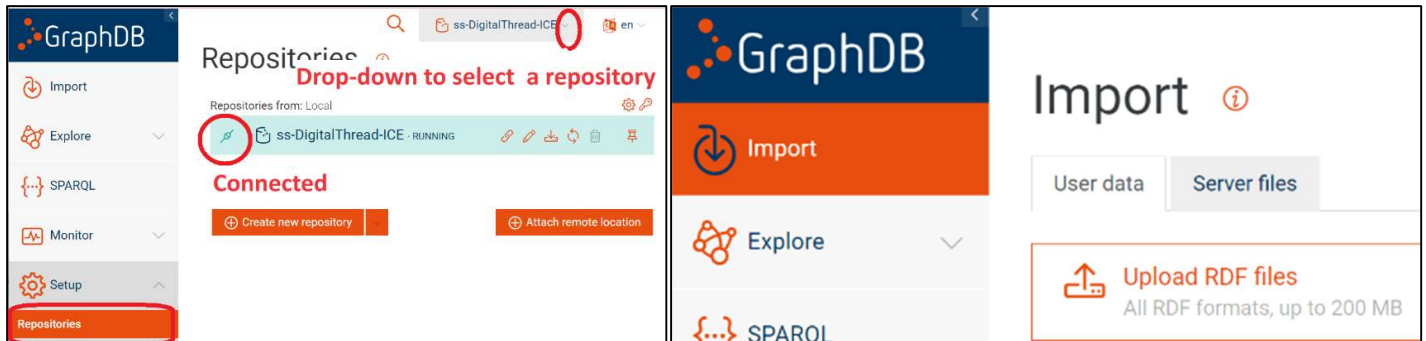 GraphDB
ss-DigitalThread-ICE
en
Repositories
Drop-down to select a repository
Import
Repositories from: Local
Explore
ss-DigitalThread-ICE · RUNNING
SPARQL
Connected
Create new repository
Attach remote location
Monitor
Setup
Repositories
GraphDB
Import
Import
User data
Server files
Explore
Upload RDF files
All RDF formats, up to 200 MB
SPARQL